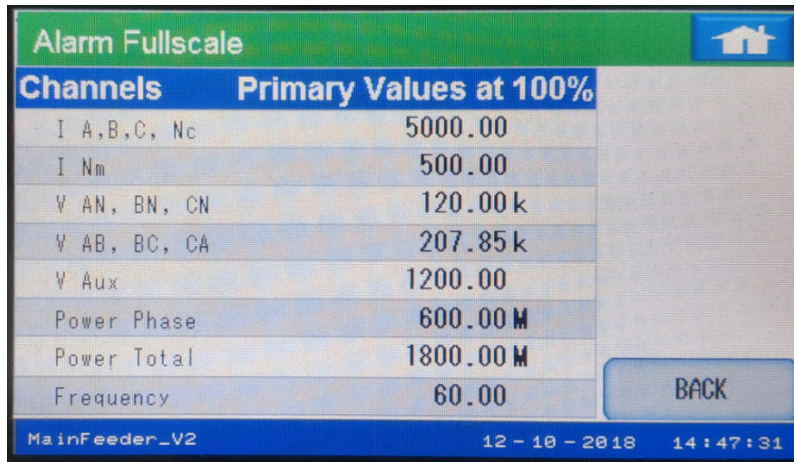 Alarm Fullscale
Channels Primary Values at 100%
I A,B,C, Nc 5000.00
I Nm 500.00
V AN, BN, CN 120.00k
V AB, BC, CA 207.85k
V Aux 1200.00
Power Phase 600.00M
Power Total 1800.00M
Frequency 60.00
BACK
MainFeeder_V2 12-10-2018 14:47:31